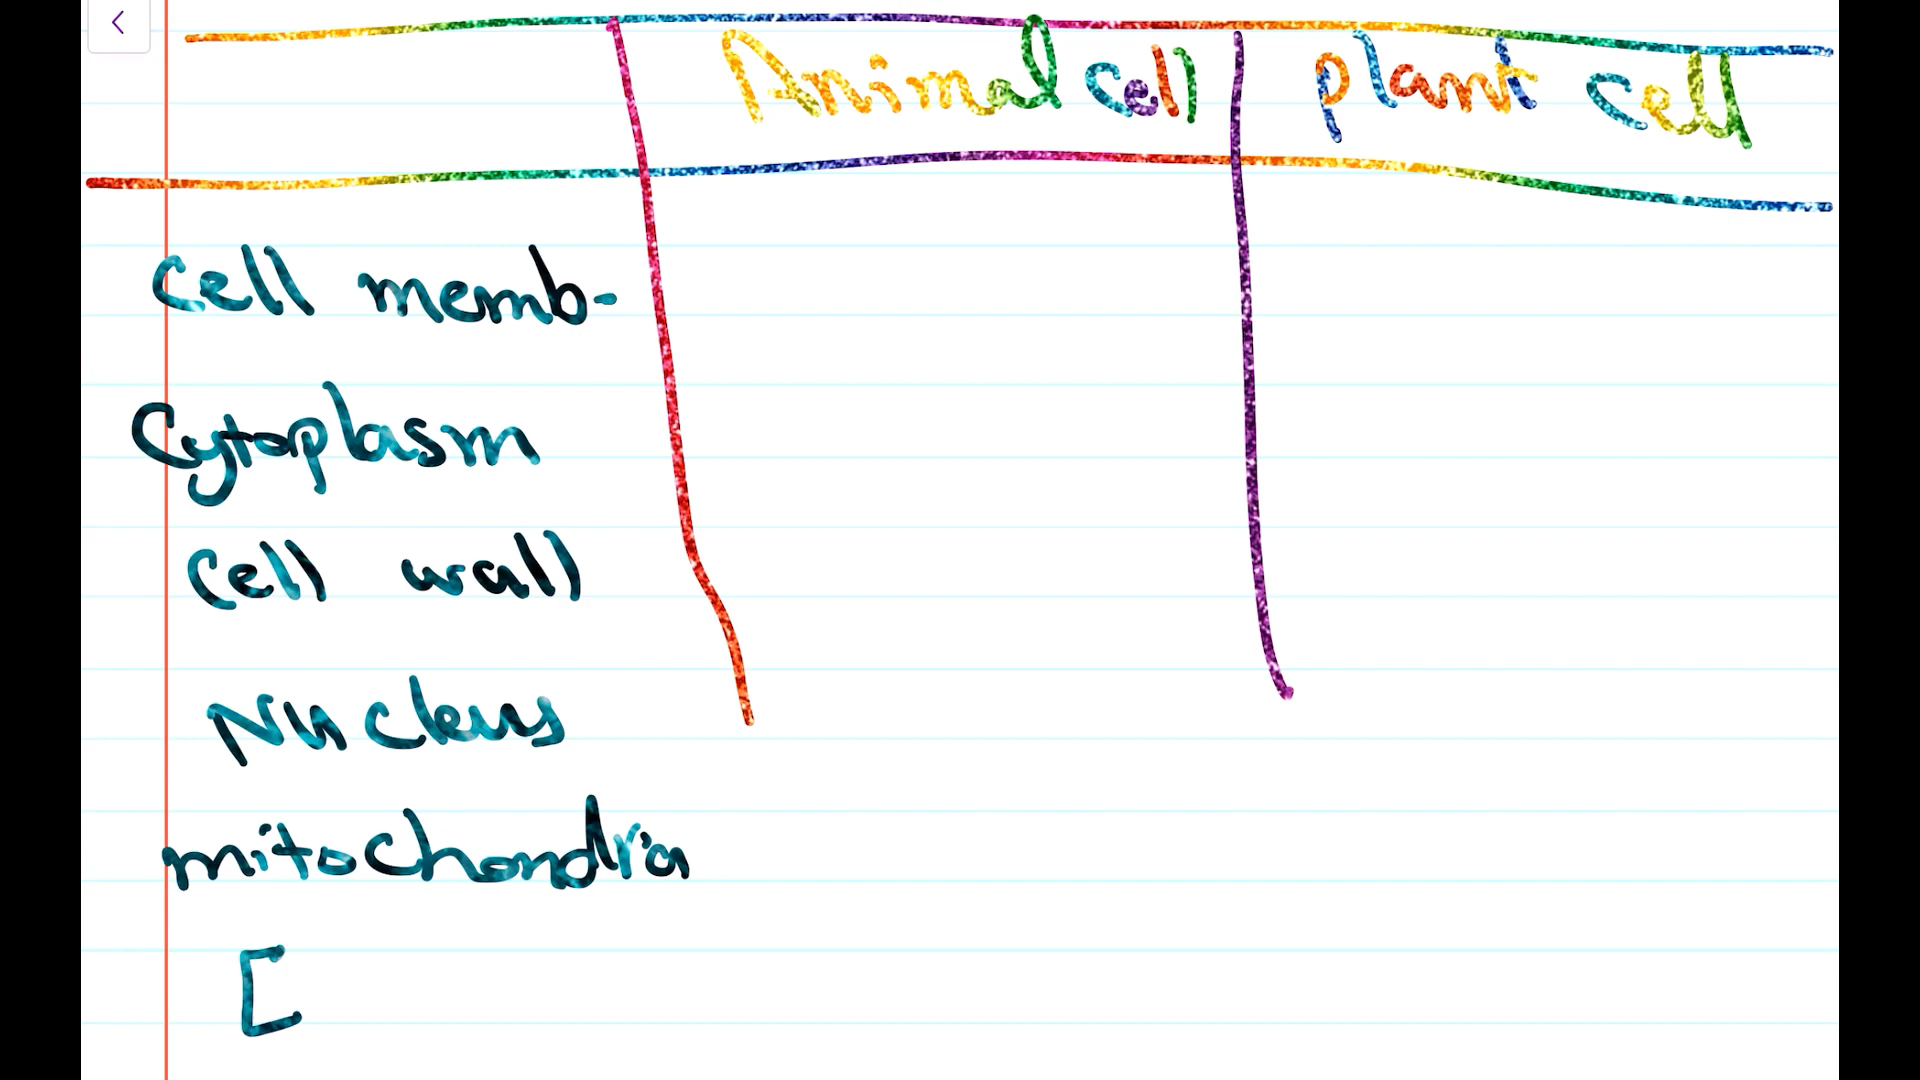 Animal cell plant cell
Cell memb-
Cytoplasm
Cell wall
Nucleus
mitochondria
[